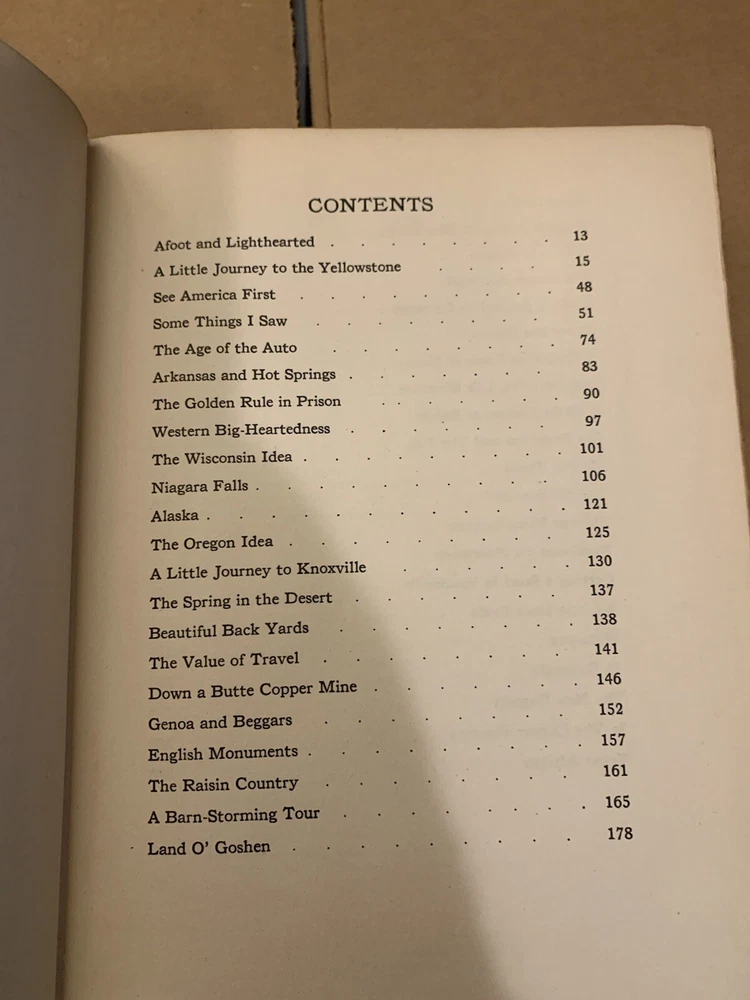 CONTENTS
Afoot and Lighthearted . . . . . . . . 13
A Little Journey to the Yellowstone . . . . 15
See America First . . . . . . . . . 48
Some Things I Saw . . . . . . . . 51
The Age of the Auto . . . . . . . . 74
Arkansas and Hot Springs . . . . . . . 83
The Golden Rule in Prison . . . . . . . 90
Western Big-Heartedness . . . . . . . 97
The Wisconsin Idea . . . . . . . . . 101
Niagara Falls . . . . . . . . . . 106
Alaska . . . . . . . . . . . . 121
The Oregon Idea . . . . . . . . . 125
A Little Journey to Knoxville . . . . . 130
The Spring in the Desert . . . . . . . 137
Beautiful Back Yards . . . . . . . . 138
The Value of Travel . . . . . . . . 141
Down a Butte Copper Mine . . . . . . . 146
Genoa and Beggars . . . . . . . . 152
English Monuments . . . . . . . . . 157
The Raisin Country . . . . . . . . 161
A Barn-Storming Tour . . . . . . . . 165
Land O' Goshen . . . . . . . . . 178